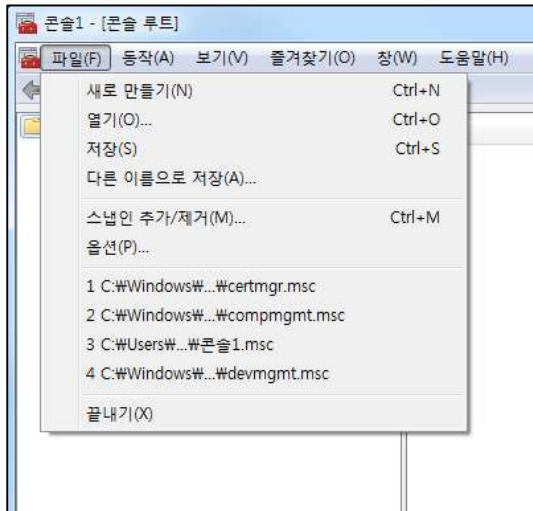 콘솔1 - [콘솔 루트]
파일(F) 동작(A) 보기(V) 즐겨찾기(O) 창(W) 도움말(H)
새로 만들기(N) Ctrl+N
열기(O)... Ctrl+O
저장(S) Ctrl+S
다른 이름으로 저장(A)...
스냅인 추가/제거(M)... Ctrl+M
옵션(P)...
1 C:₩Windows₩...₩certmgr.msc
2 C:₩Windows₩...₩compmgmt.msc
3 C:₩Users₩...₩콘솔1.msc
4 C:₩Windows₩...₩devmgmt.msc
끝내기(X)